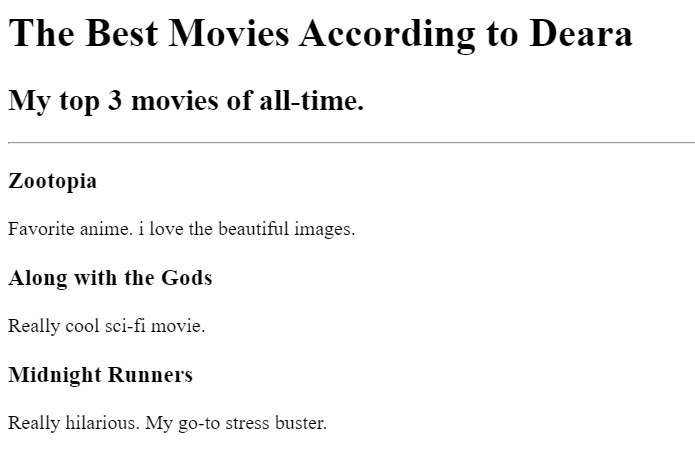 The Best Movies According to Deara
My top 3 movies of all-time.
Zootopia
Favorite anime. i love the beautiful images.
Along with the Gods
Really cool sci-fi movie.
Midnight Runners
Really hilarious. My go-to stress buster.